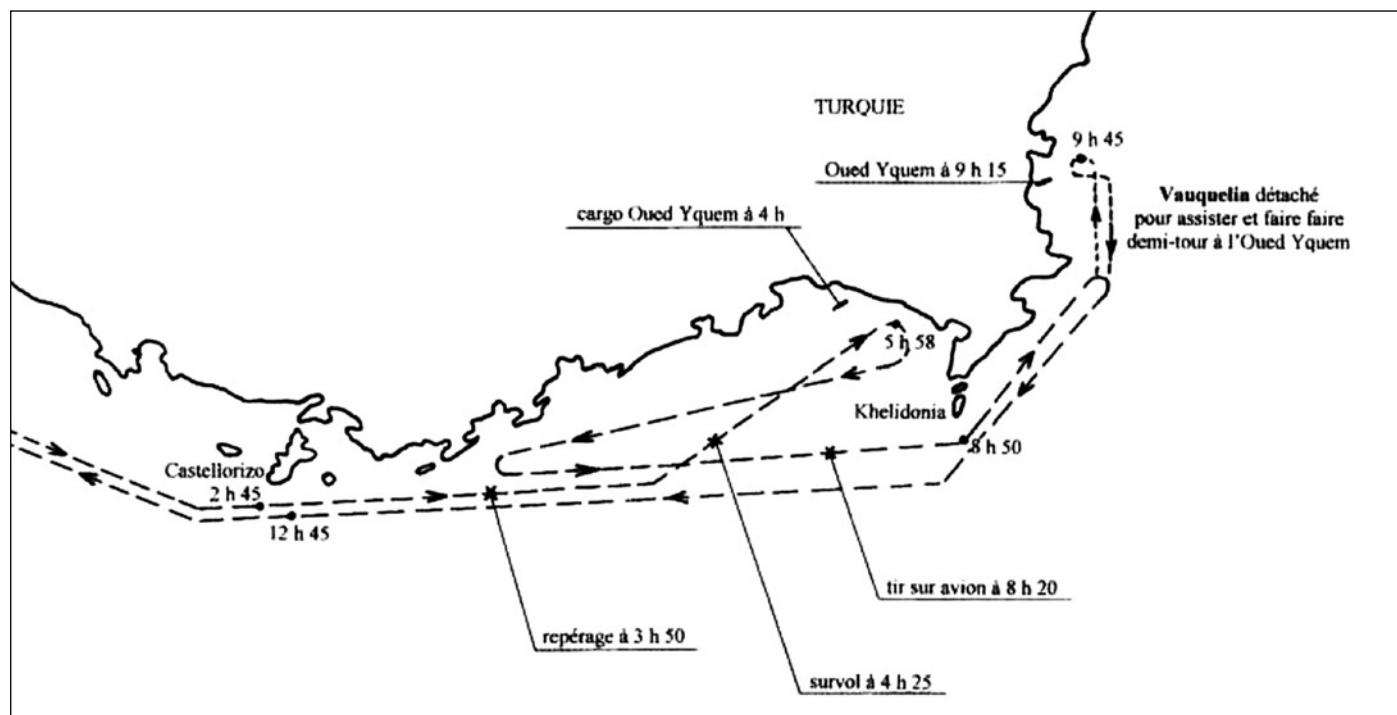 TURQUIE
9 h 45
Oued Yquem à 9 h 15
Vauquelin détaché
pour assister et faire faire
demi-tour à l'Oued Yquem
cargo Oued Yquem à 4 h
5 h 58
Khelidonia
8 h 50
Castellorizo
2 h 45
12 h 45
tir sur avion à 8 h 20
repérage à 3 h 50
survol à 4 h 25